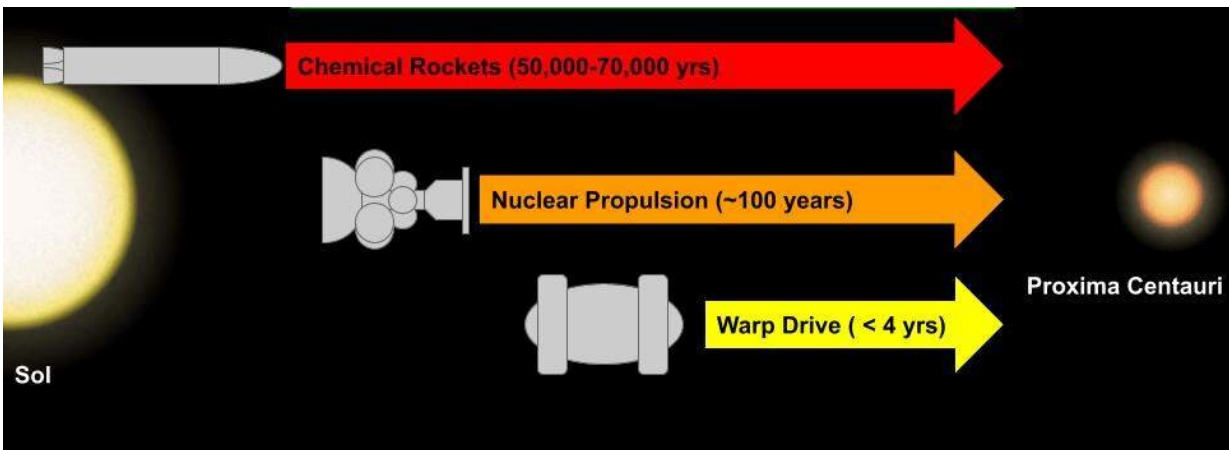 Chemical Rockets (50,000-70,000 yrs)
Nuclear Propulsion (~100 years)
Proxima Centauri
Warp Drive ( < 4 yrs)
Sol